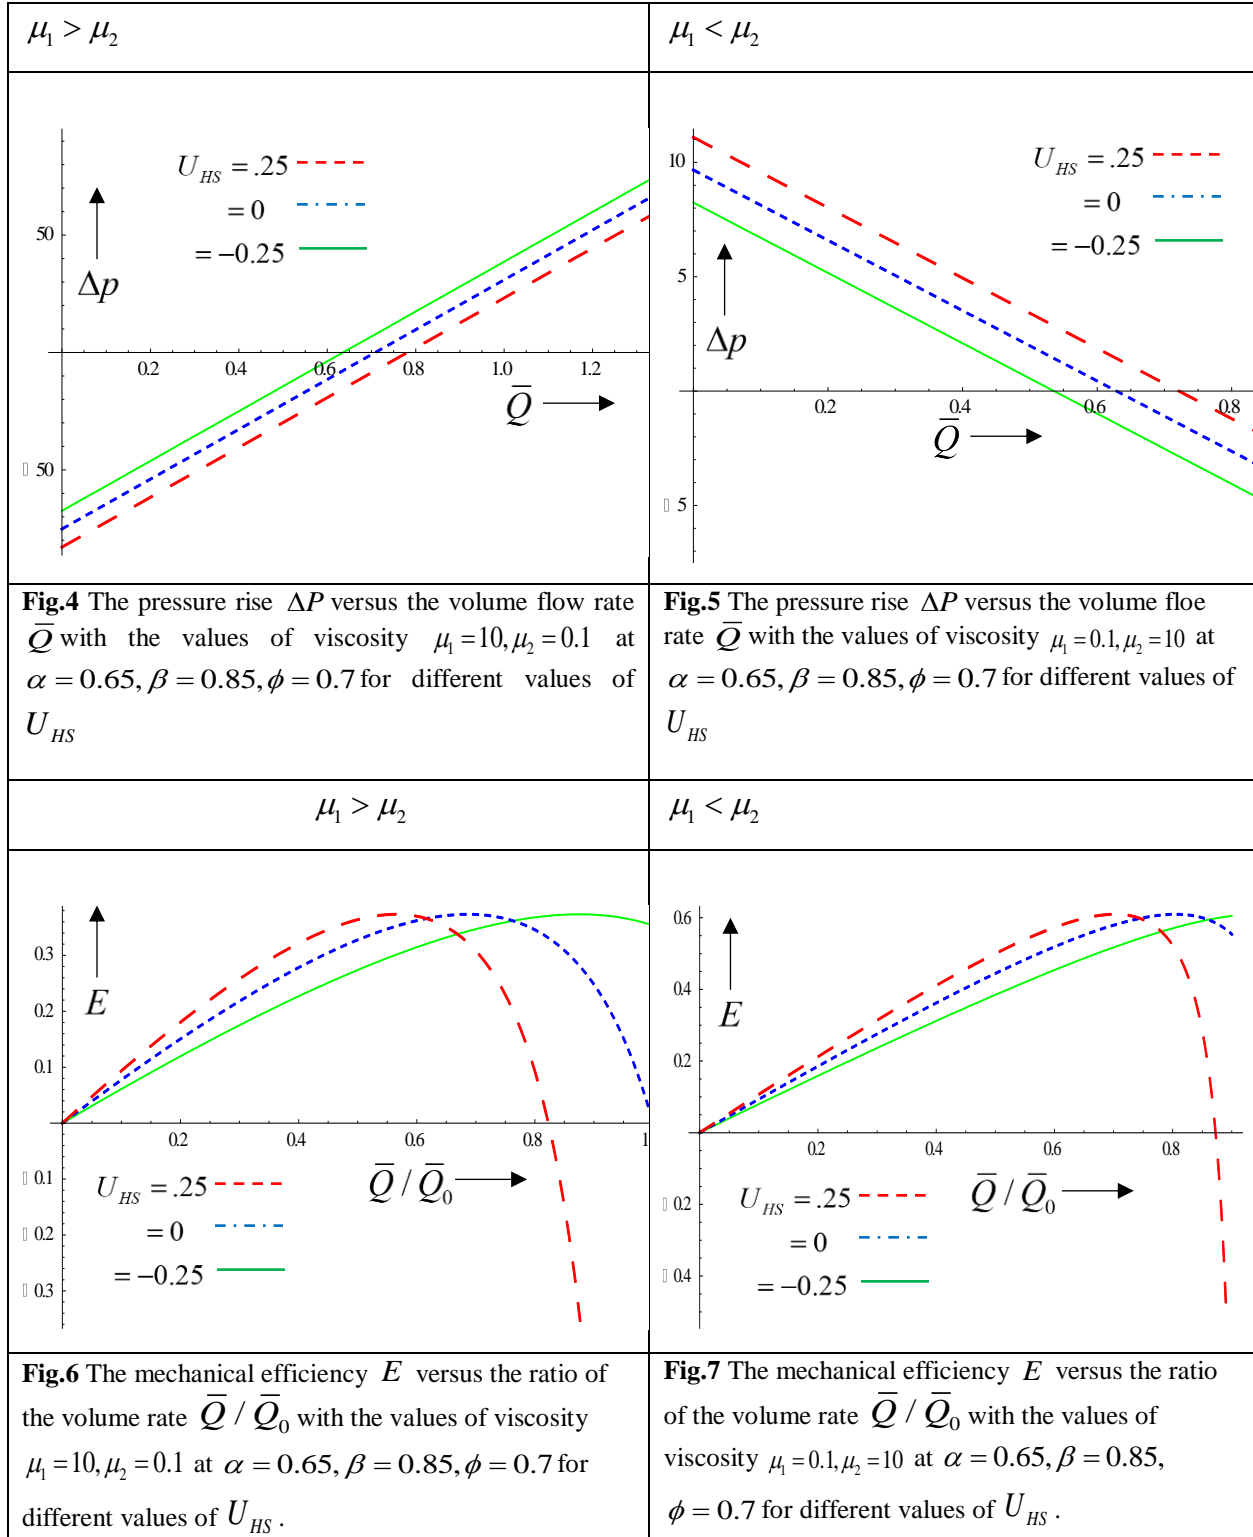 μ₁ > μ₂
μ₁ < μ₂
U_HS = .25
= 0
= −0.25
50
Δp
0.2 0.4 0.6 0.8 1.0 1.2
Q̅
▯ 50
U_HS = .25
= 0
= −0.25
10
5
Δp
0.2 0.4 0.6 0.8
Q̅
▯ 5
Fig.4 The pressure rise ΔP versus the volume flow rate
Q̅ with the values of viscosity μ₁ = 10, μ₂ = 0.1 at
α = 0.65, β = 0.85, ϕ = 0.7 for different values of
U_HS
Fig.5 The pressure rise ΔP versus the volume floe
rate Q̅ with the values of viscosity μ₁ = 0.1, μ₂ = 10 at
α = 0.65, β = 0.85, ϕ = 0.7 for different values of
U_HS
μ₁ > μ₂
μ₁ < μ₂
0.3
E
0.2
0.1
0.2 0.4 0.6 0.8 1
▯ 0.1
Q̅ / Q̅₀
U_HS = .25
= 0
▯ 0.2
= −0.25
▯ 0.3
0.6
E
0.4
0.2
0.2 0.4 0.6 0.8
Q̅ / Q̅₀
U_HS = .25
▯ 0.2
= 0
▯ 0.4
= −0.25
Fig.6 The mechanical efficiency E versus the ratio of
the volume rate Q̅ / Q̅₀ with the values of viscosity
μ₁ = 10, μ₂ = 0.1 at α = 0.65, β = 0.85, ϕ = 0.7 for
different values of U_HS .
Fig.7 The mechanical efficiency E versus the ratio
of the volume rate Q̅ / Q̅₀ with the values of
viscosity μ₁ = 0.1, μ₂ = 10 at α = 0.65, β = 0.85,
ϕ = 0.7 for different values of U_HS .